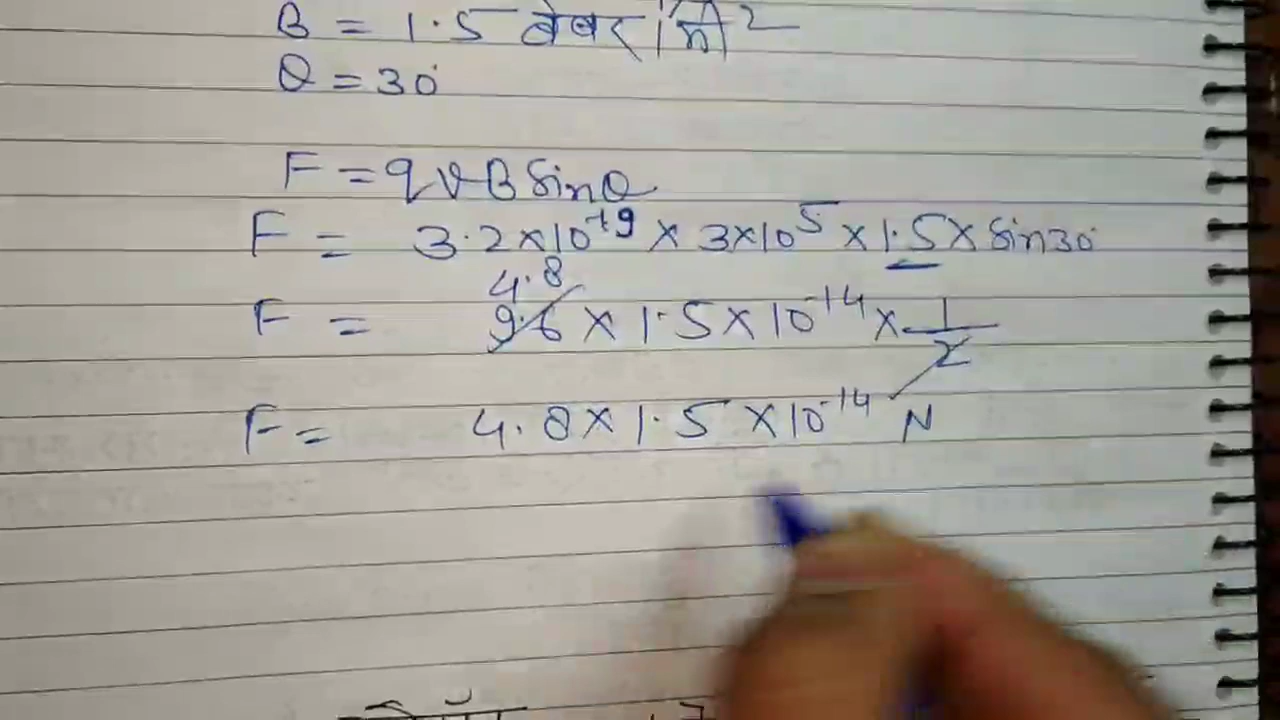 B = 1.5 वेबर/मी²
θ = 30°
F = qvB Sinθ
F = 3.2×10⁻¹⁹ × 3×10⁵ × 1.5 × Sin30°
4.8
F = 9.6 × 1.5 × 10⁻¹⁴ × 1/2
F = 4.8 × 1.5 × 10⁻¹⁴ N